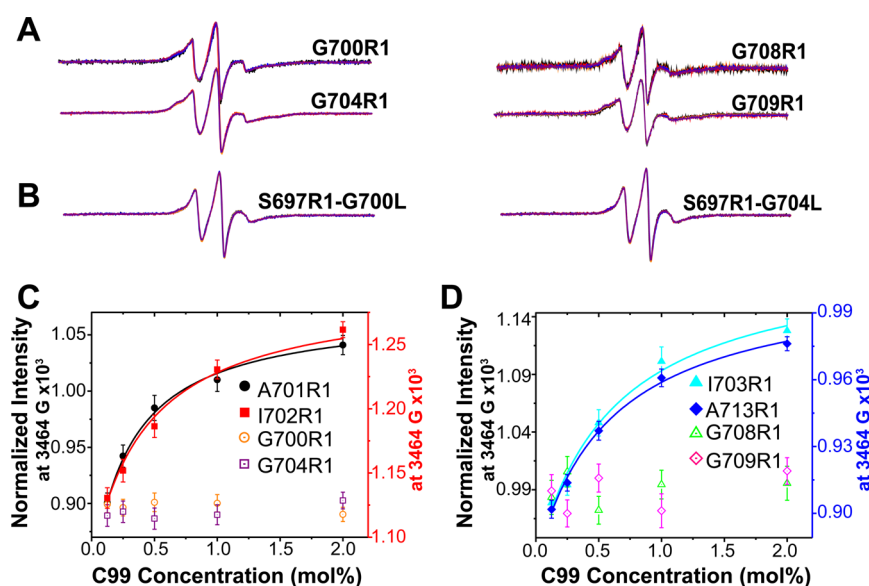 A
G700R1
G704R1
G708R1
G709R1
B
S697R1-G700L
S697R1-G704L
C
Normalized Intensity
at 3464 G x10³
1.05
1.00
0.95
0.90
A701R1
I702R1
G700R1
G704R1
1.25
1.20
1.15
1.10
at 3464 G x10³
0.0 0.5 1.0 1.5 2.0
C99 Concentration (mol%)
D
Normalized Intensity
at 3464 G x10³
1.14
1.09
1.04
0.99
I703R1
A713R1
G708R1
G709R1
0.99
0.96
0.93
0.90
at 3464 G x10³
0.0 0.5 1.0 1.5 2.0
C99 Concentration (mol%)